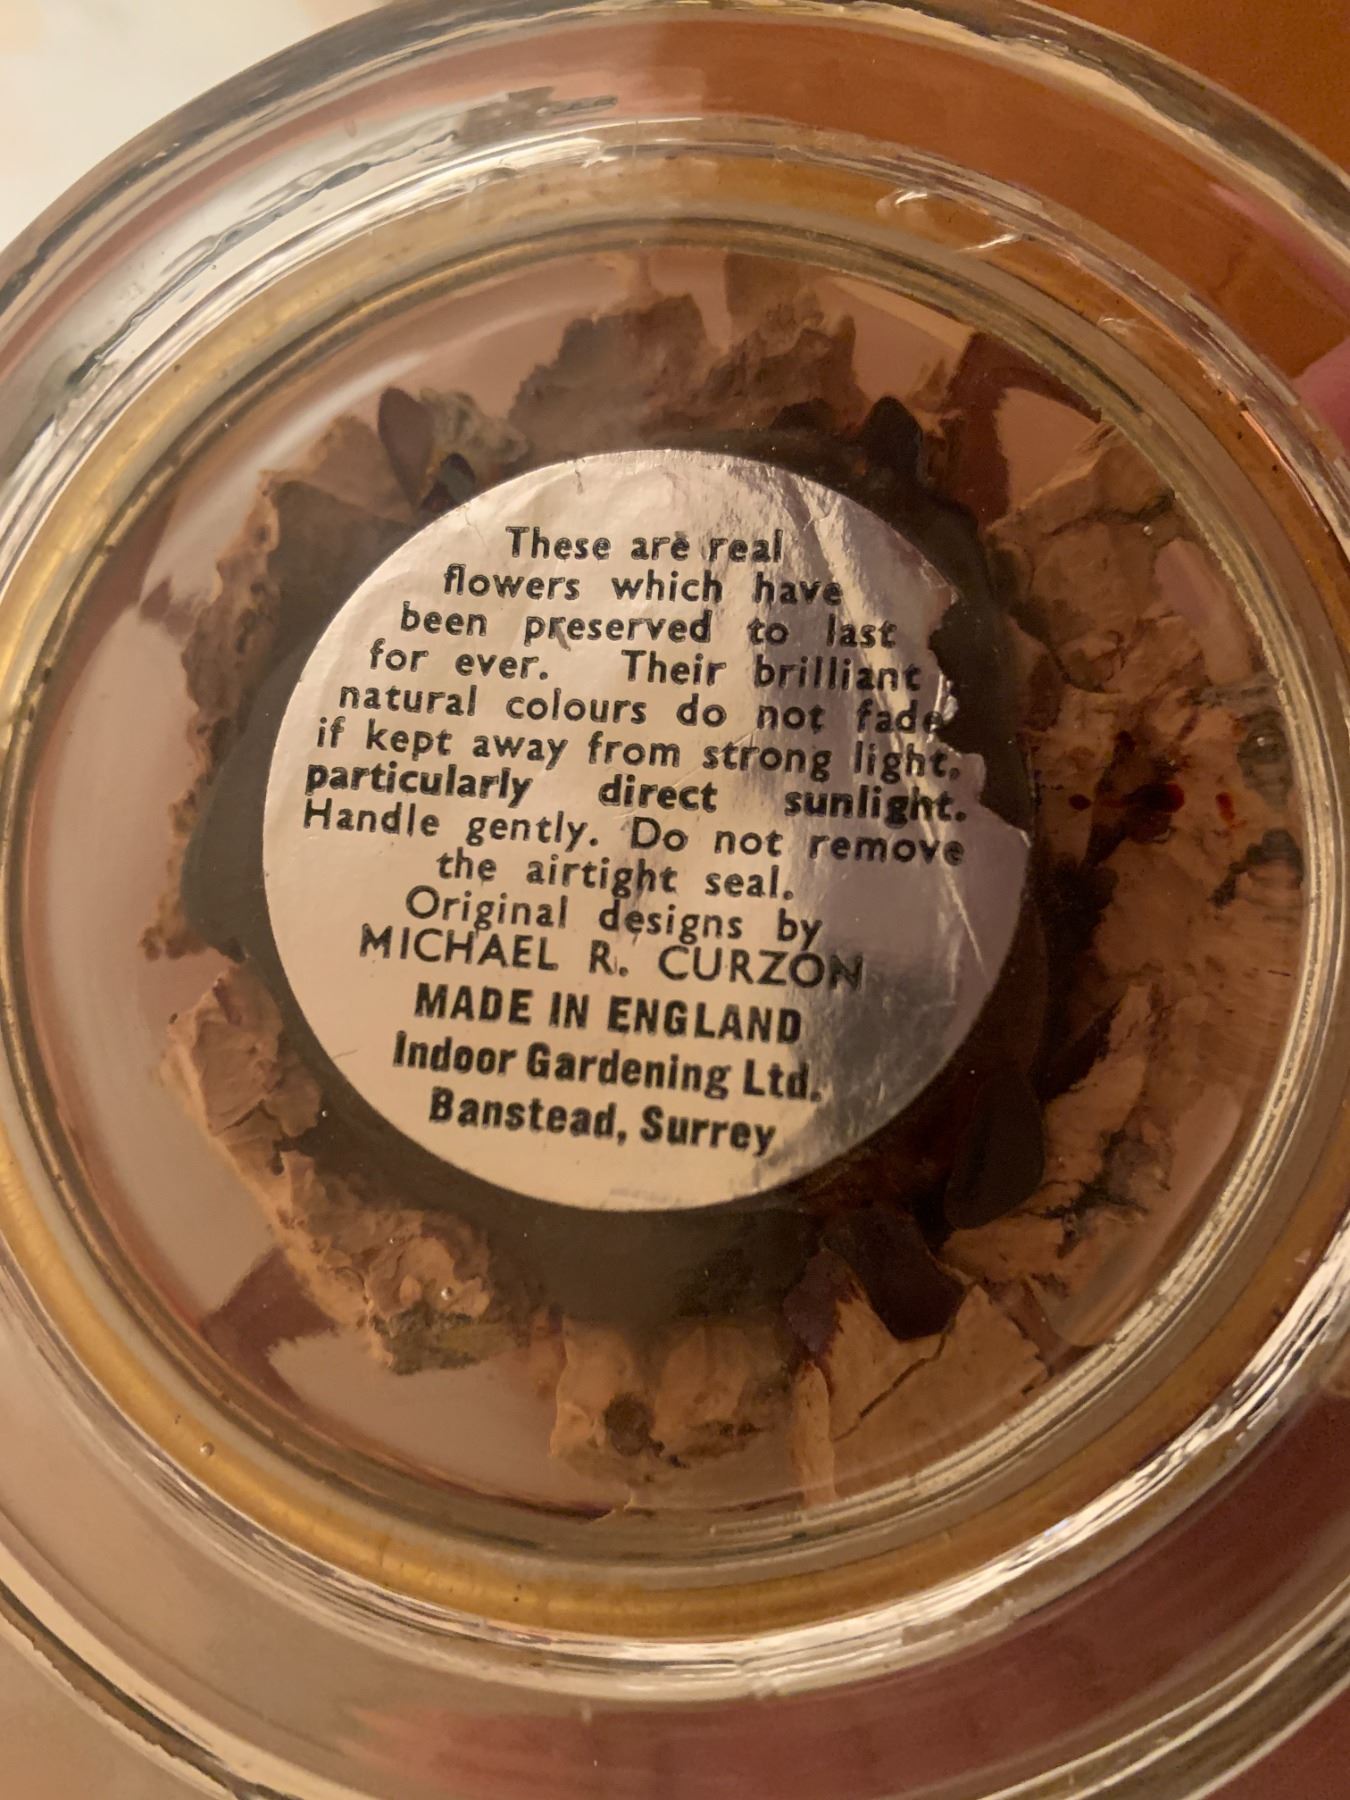 These are real
flowers which have
been preserved to last
for ever. Their brilliant
natural colours do not fade
if kept away from strong light,
particularly direct sunlight.
Handle gently. Do not remove
the airtight seal.
Original designs by
MICHAEL R. CURZON
MADE IN ENGLAND
Indoor Gardening Ltd.
Banstead, Surrey